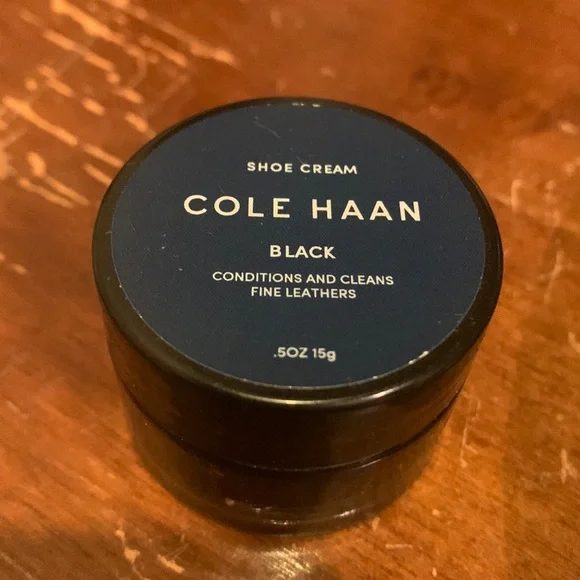 SHOE CREAM
COLE HAAN
BLACK
CONDITIONS AND CLEANS
FINE LEATHERS
.5OZ 15g